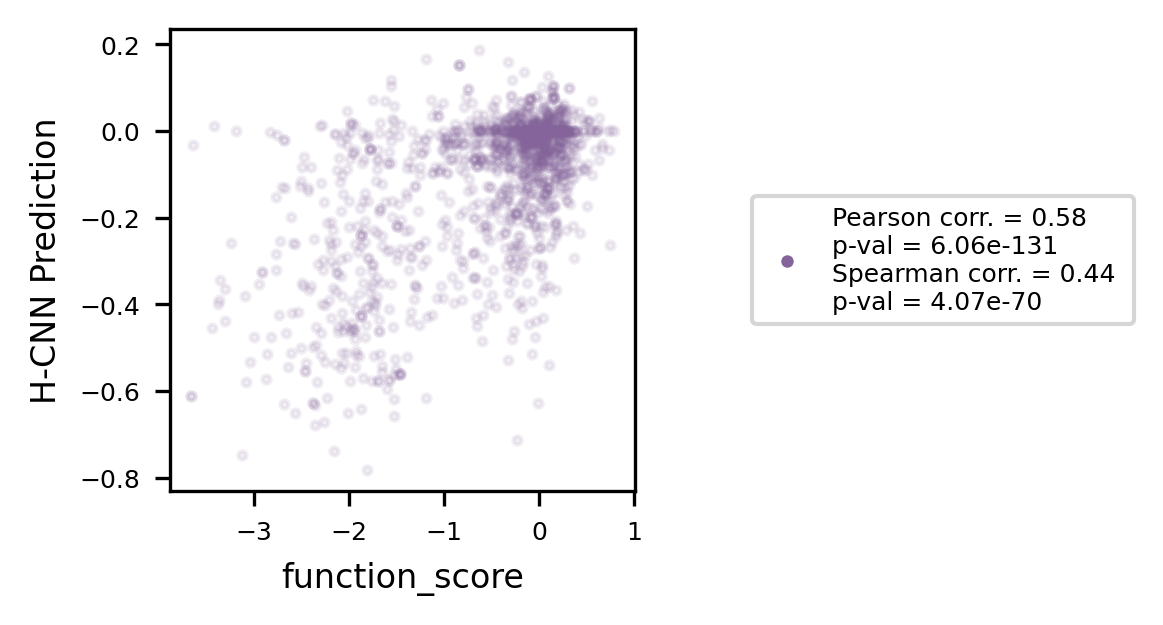 0.2
0.0
−0.2
−0.4
−0.6
−0.8
H-CNN Prediction
−3
−2
−1
0
1
function_score
Pearson corr. = 0.58
p-val = 6.06e-131
Spearman corr. = 0.44
p-val = 4.07e-70